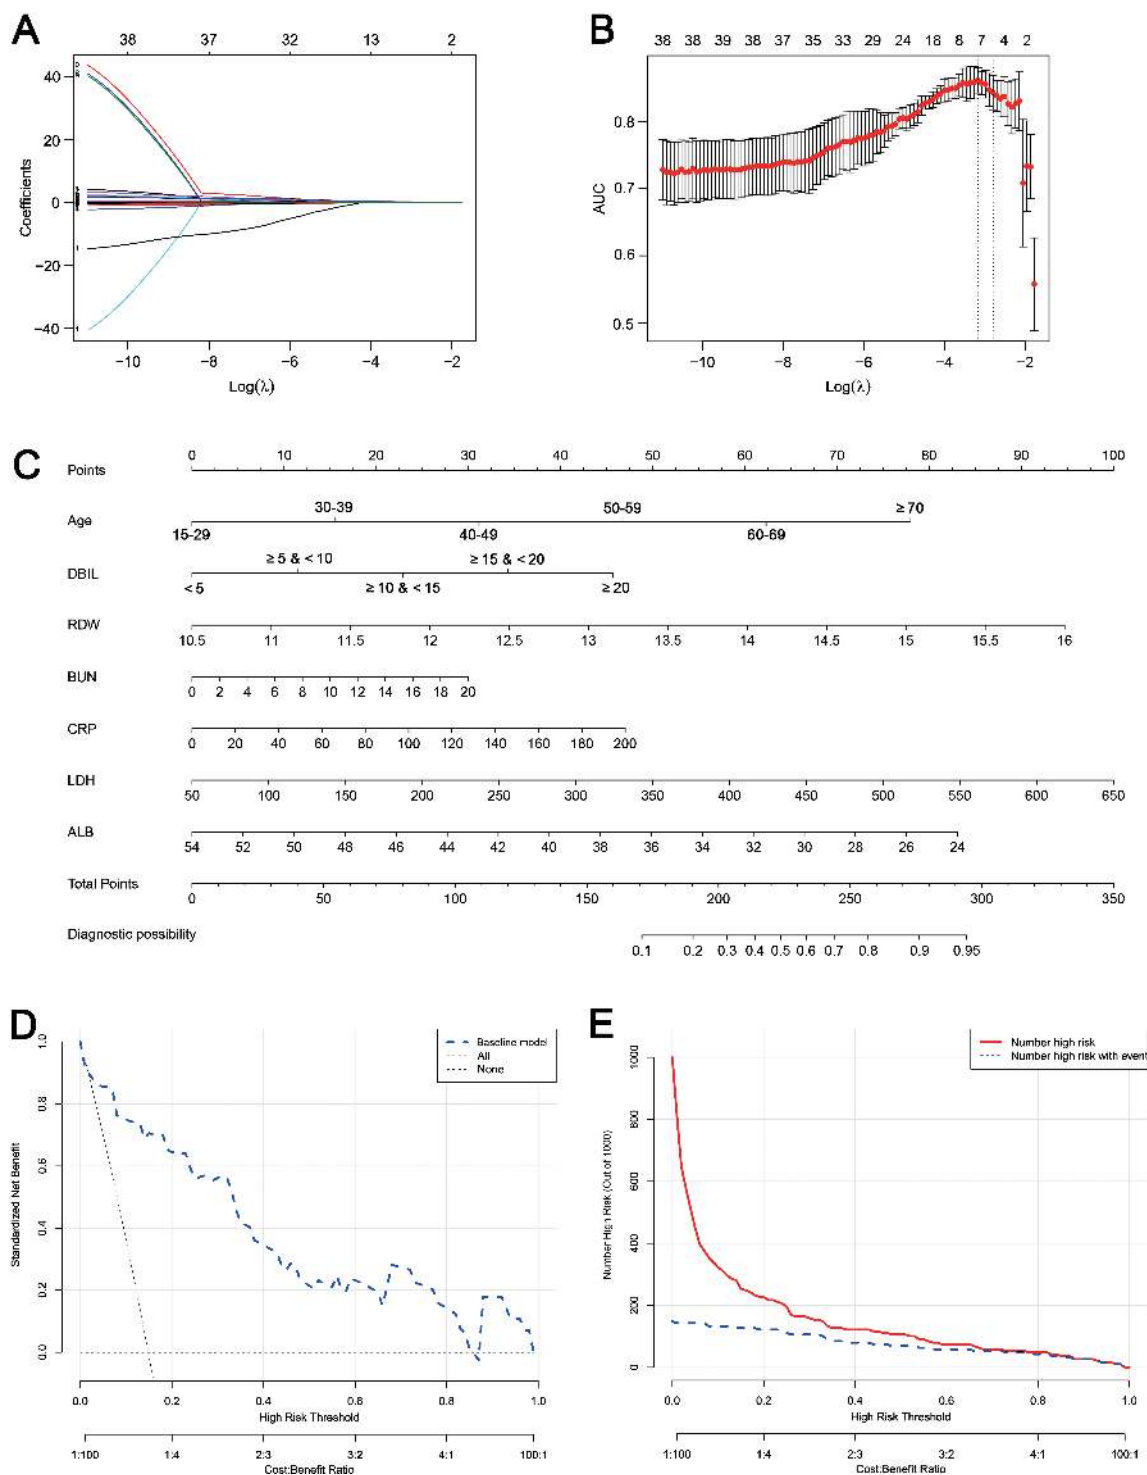 A
38 37 32 13 2
40
20
0
−20
−40
Coefficients
−10 −8 −6 −4 −2
Log(λ)
B
38 38 39 38 37 35 33 29 24 18 8 7 4 2
0.8
0.7
0.6
0.5
AUC
−10 −8 −6 −4 −2
Log(λ)
C
0 10 20 30 40 50 60 70 80 90 100
Points
30-39 50-59 ≥ 70
Age
15-29 40-49 60-69
≥ 5 & < 10 ≥ 15 & < 20
DBIL
< 5 ≥ 10 & < 15 ≥ 20
RDW
10.5 11 11.5 12 12.5 13 13.5 14 14.5 15 15.5 16
BUN
0 2 4 6 8 10 12 14 16 18 20
CRP
0 20 40 60 80 100 120 140 160 180 200
LDH
50 100 150 200 250 300 350 400 450 500 550 600 650
ALB
54 52 50 48 46 44 42 40 38 36 34 32 30 28 26 24
Total Points
0 50 100 150 200 250 300 350
Diagnostic possibility
0.1 0.2 0.3 0.4 0.5 0.6 0.7 0.8 0.9 0.95
D
Baseline model
All
None
1.0
0.8
0.6
0.4
0.2
0.0
Standardized Net Benefit
0.0 0.2 0.4 0.6 0.8 1.0
High Risk Threshold
1:100 1:4 2:3 3:2 4:1 100:1
Cost:Benefit Ratio
E
Number high risk
Number high risk with event
1000
800
600
400
200
0
Number High Risk (Out of 1000)
0.0 0.2 0.4 0.6 0.8 1.0
High Risk Threshold
1:100 1:4 2:3 3:2 4:1 100:1
Cost:Benefit Ratio